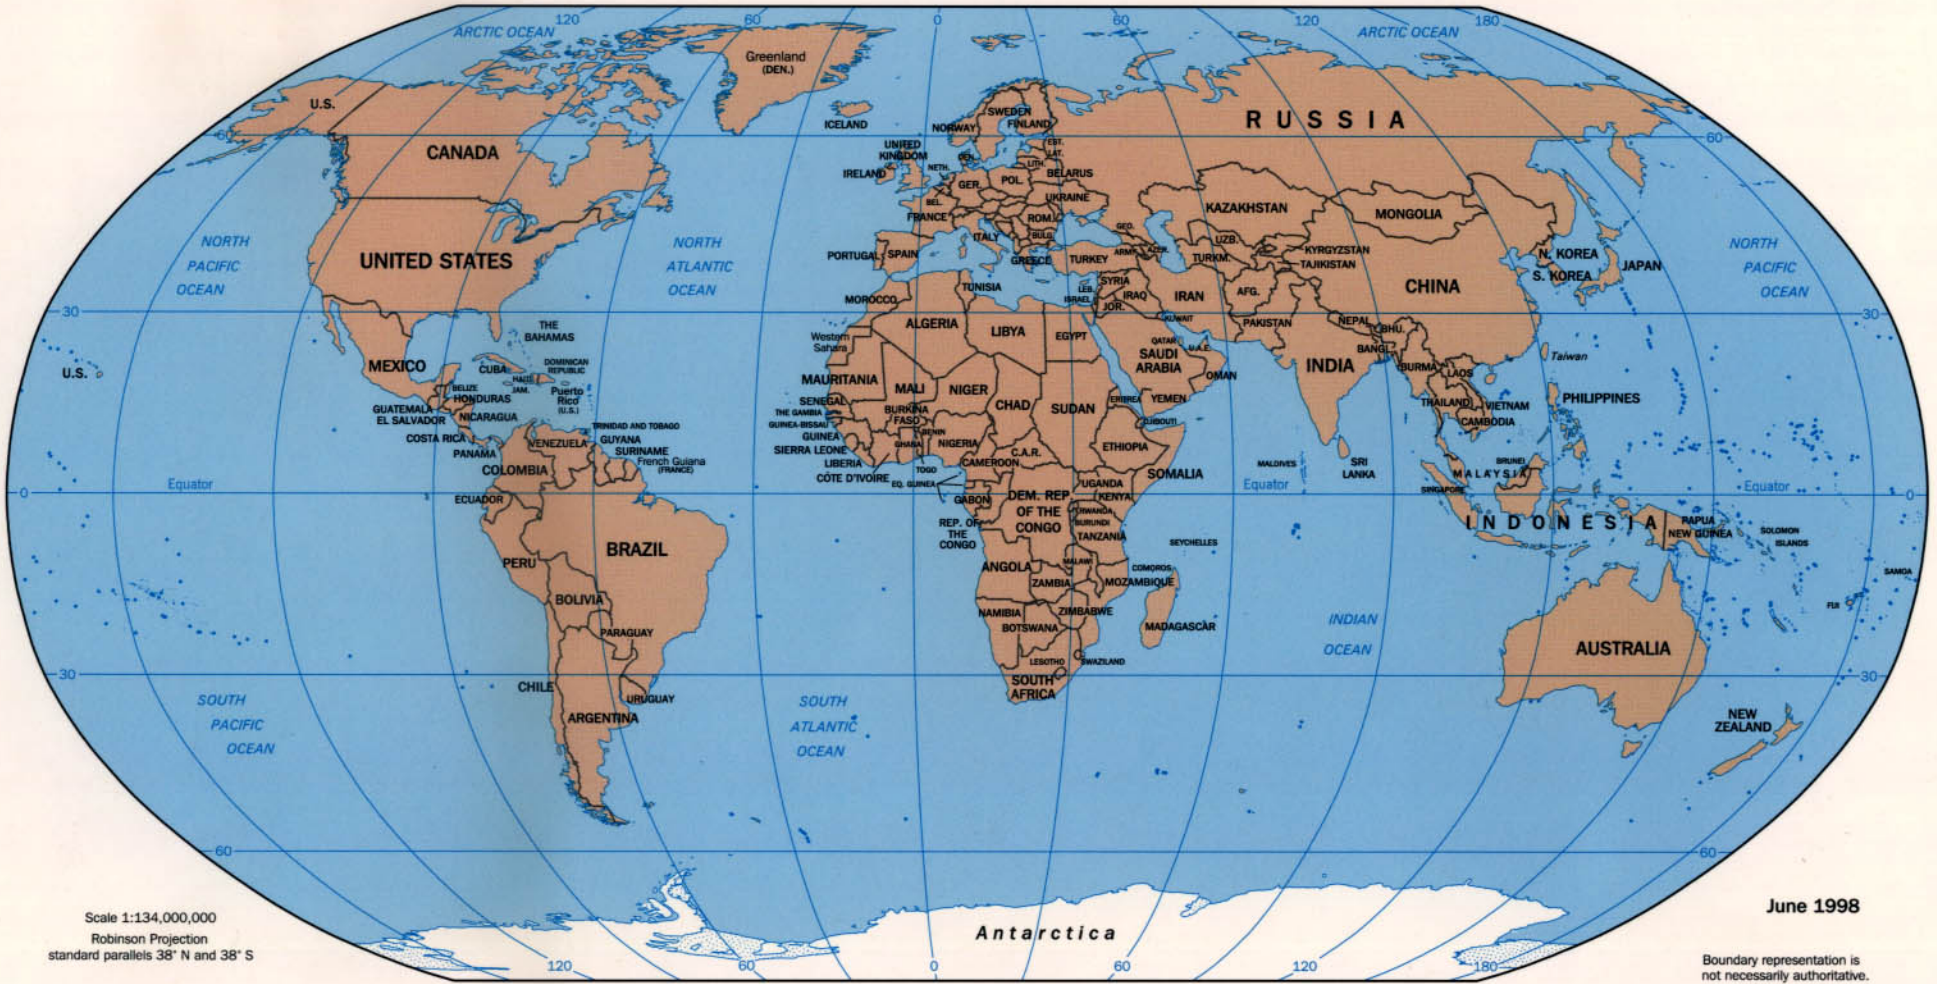 120
60
0
60
120
180
ARCTIC OCEAN
ARCTIC OCEAN
Greenland
(DEN.)
U.S.
ICELAND
NORWAY
SWEDEN
FINLAND
RUSSIA
60
60
CANADA
UNITED
KINGDOM
IRELAND
DEN.
NETH.
EST.
LAT.
LITH.
BELARUS
GER.
POL.
BEL.
UKRAINE
FRANCE
ROM.
KAZAKHSTAN
MONGOLIA
ITALY
BULG.
GEO.
NORTH
PACIFIC
OCEAN
UNITED STATES
NORTH
ATLANTIC
OCEAN
PORTUGAL
SPAIN
GREECE
TURKEY
ARM.
AZER.
UZB.
TURKM.
KYRGYZSTAN
TAJIKISTAN
N. KOREA
S. KOREA
JAPAN
NORTH
PACIFIC
OCEAN
CHINA
TUNISIA
MOROCCO
LEB.
ISRAEL
SYRIA
JOR.
IRAQ
IRAN
AFG.
30
30
ALGERIA
LIBYA
EGYPT
KUWAIT
PAKISTAN
NEPAL
BHU.
THE
BAHAMAS
Western
Sahara
QATAR
U.A.E.
SAUDI
ARABIA
OMAN
INDIA
BANGL.
BURMA
LAOS
Taiwan
U.S.
MEXICO
CUBA
DOMINICAN
REPUBLIC
HAITI
JAM.
Puerto
Rico
(U.S.)
BELIZE
HONDURAS
GUATEMALA
EL SALVADOR
NICARAGUA
COSTA RICA
PANAMA
MAURITANIA
MALI
NIGER
CHAD
SUDAN
ERITREA
YEMEN
DJIBOUTI
THAILAND
VIETNAM
CAMBODIA
PHILIPPINES
SENEGAL
THE GAMBIA
GUINEA-BISSAU
GUINEA
SIERRA LEONE
LIBERIA
CÔTE D'IVOIRE
BURKINA
FASO
GHANA
BENIN
TOGO
NIGERIA
EQ. GUINEA
CAMEROON
C.A.R.
ETHIOPIA
SOMALIA
TRINIDAD AND TOBAGO
VENEZUELA
GUYANA
SURINAME
French Guiana
(FRANCE)
COLOMBIA
MALDIVES
SRI
LANKA
BRUNEI
MALAYSIA
SINGAPORE
0
Equator
ECUADOR
GABON
REP. OF
THE
CONGO
DEM. REP.
OF THE
CONGO
UGANDA
KENYA
RWANDA
BURUNDI
TANZANIA
Equator
Equator
0
INDONESIA
PAPUA
NEW GUINEA
SOLOMON
ISLANDS
SEYCHELLES
PERU
BRAZIL
ANGOLA
MALAWI
ZAMBIA
COMOROS
MOZAMBIQUE
SAMOA
BOLIVIA
NAMIBIA
ZIMBABWE
BOTSWANA
MADAGASCAR
FIJI
PARAGUAY
INDIAN
OCEAN
AUSTRALIA
LESOTHO
SWAZILAND
SOUTH
AFRICA
30
30
CHILE
URUGUAY
ARGENTINA
SOUTH
PACIFIC
OCEAN
SOUTH
ATLANTIC
OCEAN
NEW
ZEALAND
60
60
Antarctica
120
60
0
60
120
180
Scale 1:134,000,000
Robinson Projection
standard parallels 38° N and 38° S
June 1998
Boundary representation is
not necessarily authoritative.